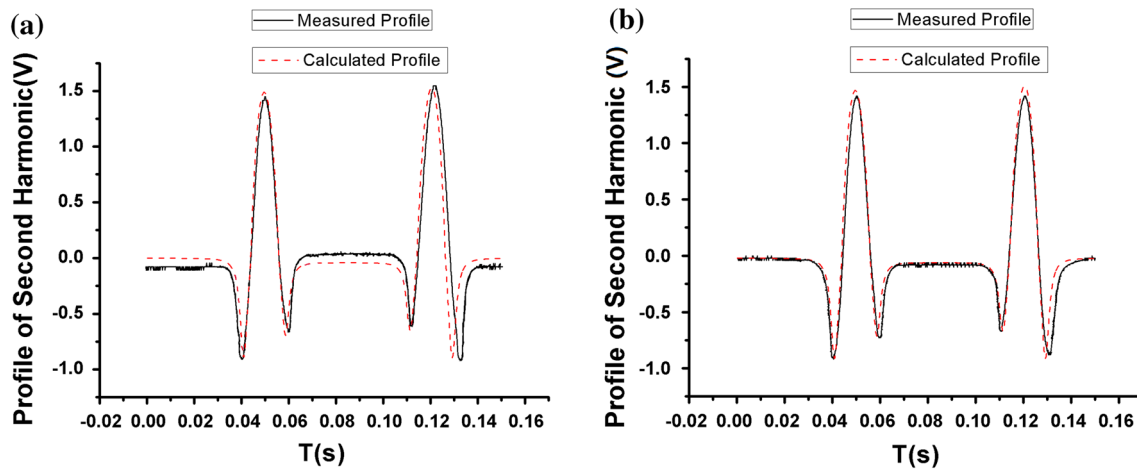 (a)
Measured Profile
Calculated Profile
Profile of Second Harmonic(V)
1.5
1.0
0.5
0.0
-0.5
-1.0
-0.02 0.00 0.02 0.04 0.06 0.08 0.10 0.12 0.14 0.16
T(s)
(b)
Measured Profile
Calculated Profile
Profile of Second Harmonic (V)
1.5
1.0
0.5
0.0
-0.5
-1.0
-0.02 0.00 0.02 0.04 0.06 0.08 0.10 0.12 0.14 0.16
T(s)